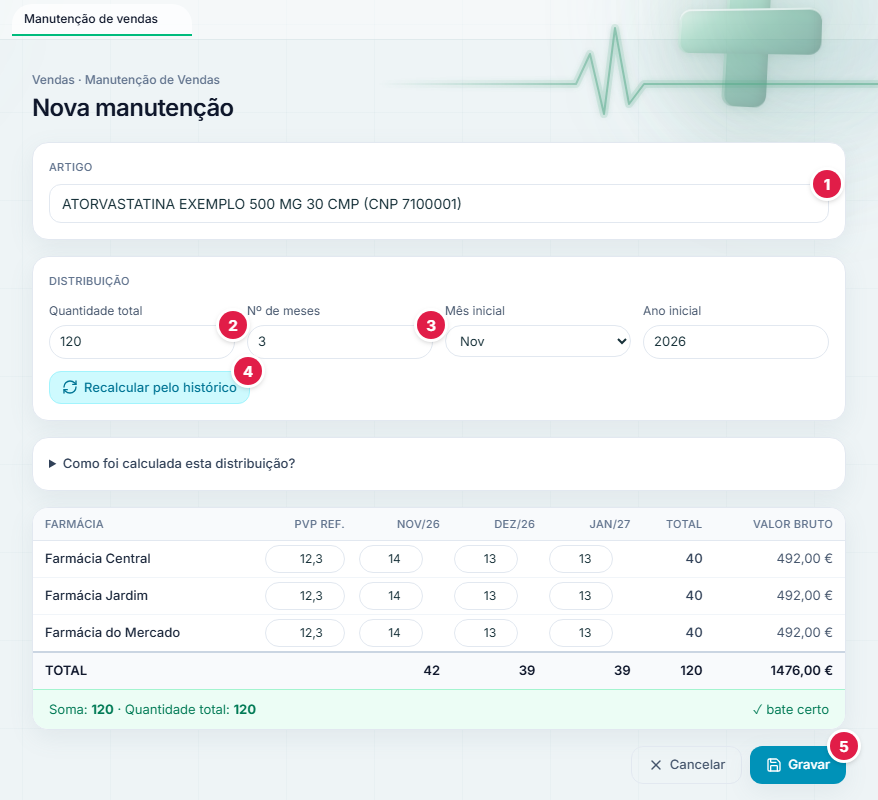 Manutenção de vendas
Vendas · Manutenção de Vendas
Nova manutenção
ARTIGO
1
ATORVASTATINA EXEMPLO 500 MG 30 CMP (CNP 7100001)
DISTRIBUIÇÃO
Quantidade total 2 Nº de meses 3 Mês inicial Ano inicial
120 3 Nov 2026
4
Recalcular pelo histórico
Como foi calculada esta distribuição?
FARMÁCIA PVP REF. NOV/26 DEZ/26 JAN/27 TOTAL VALOR BRUTO
Farmácia Central 12,3 14 13 13 40 492,00 €
Farmácia Jardim 12,3 14 13 13 40 492,00 €
Farmácia do Mercado 12,3 14 13 13 40 492,00 €
TOTAL 42 39 39 120 1476,00 €
Soma: 120 · Quantidade total: 120 ✓ bate certo
5
Cancelar Gravar